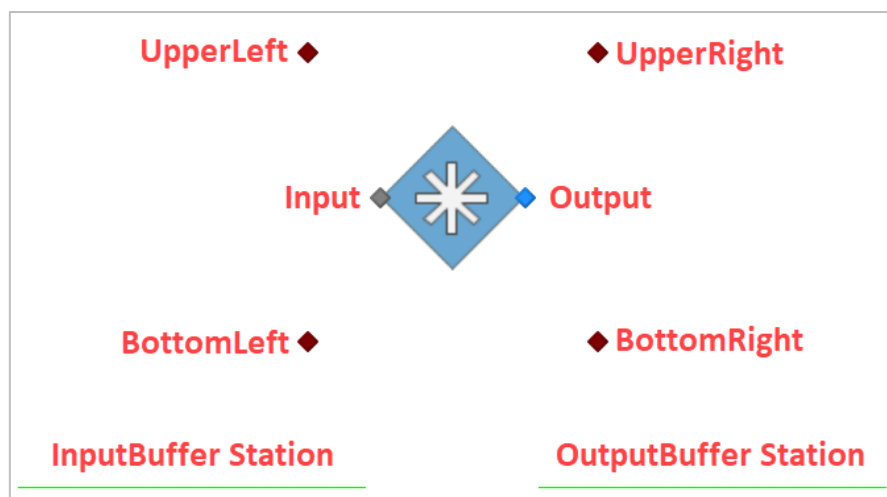 UpperLeft
UpperRight
Input
Output
BottomLeft
BottomRight
InputBuffer Station
OutputBuffer Station